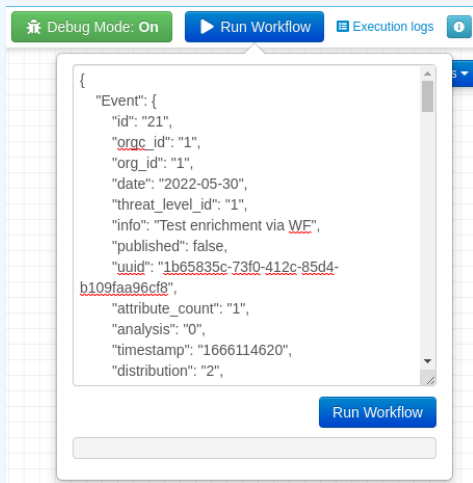 Debug Mode: On Run Workflow Execution logs
s
{
"Event": {
"id": "21",
"orgc_id": "1",
"org_id": "1",
"date": "2022-05-30",
"threat_level_id": "1",
"info": "Test enrichment via WF",
"published": false,
"uuid": "1b65835c-73f0-412c-85d4-
b109faa96cf8",
"attribute_count": "1",
"analysis": "0",
"timestamp": "1666114620",
"distribution": "2",
Run Workflow